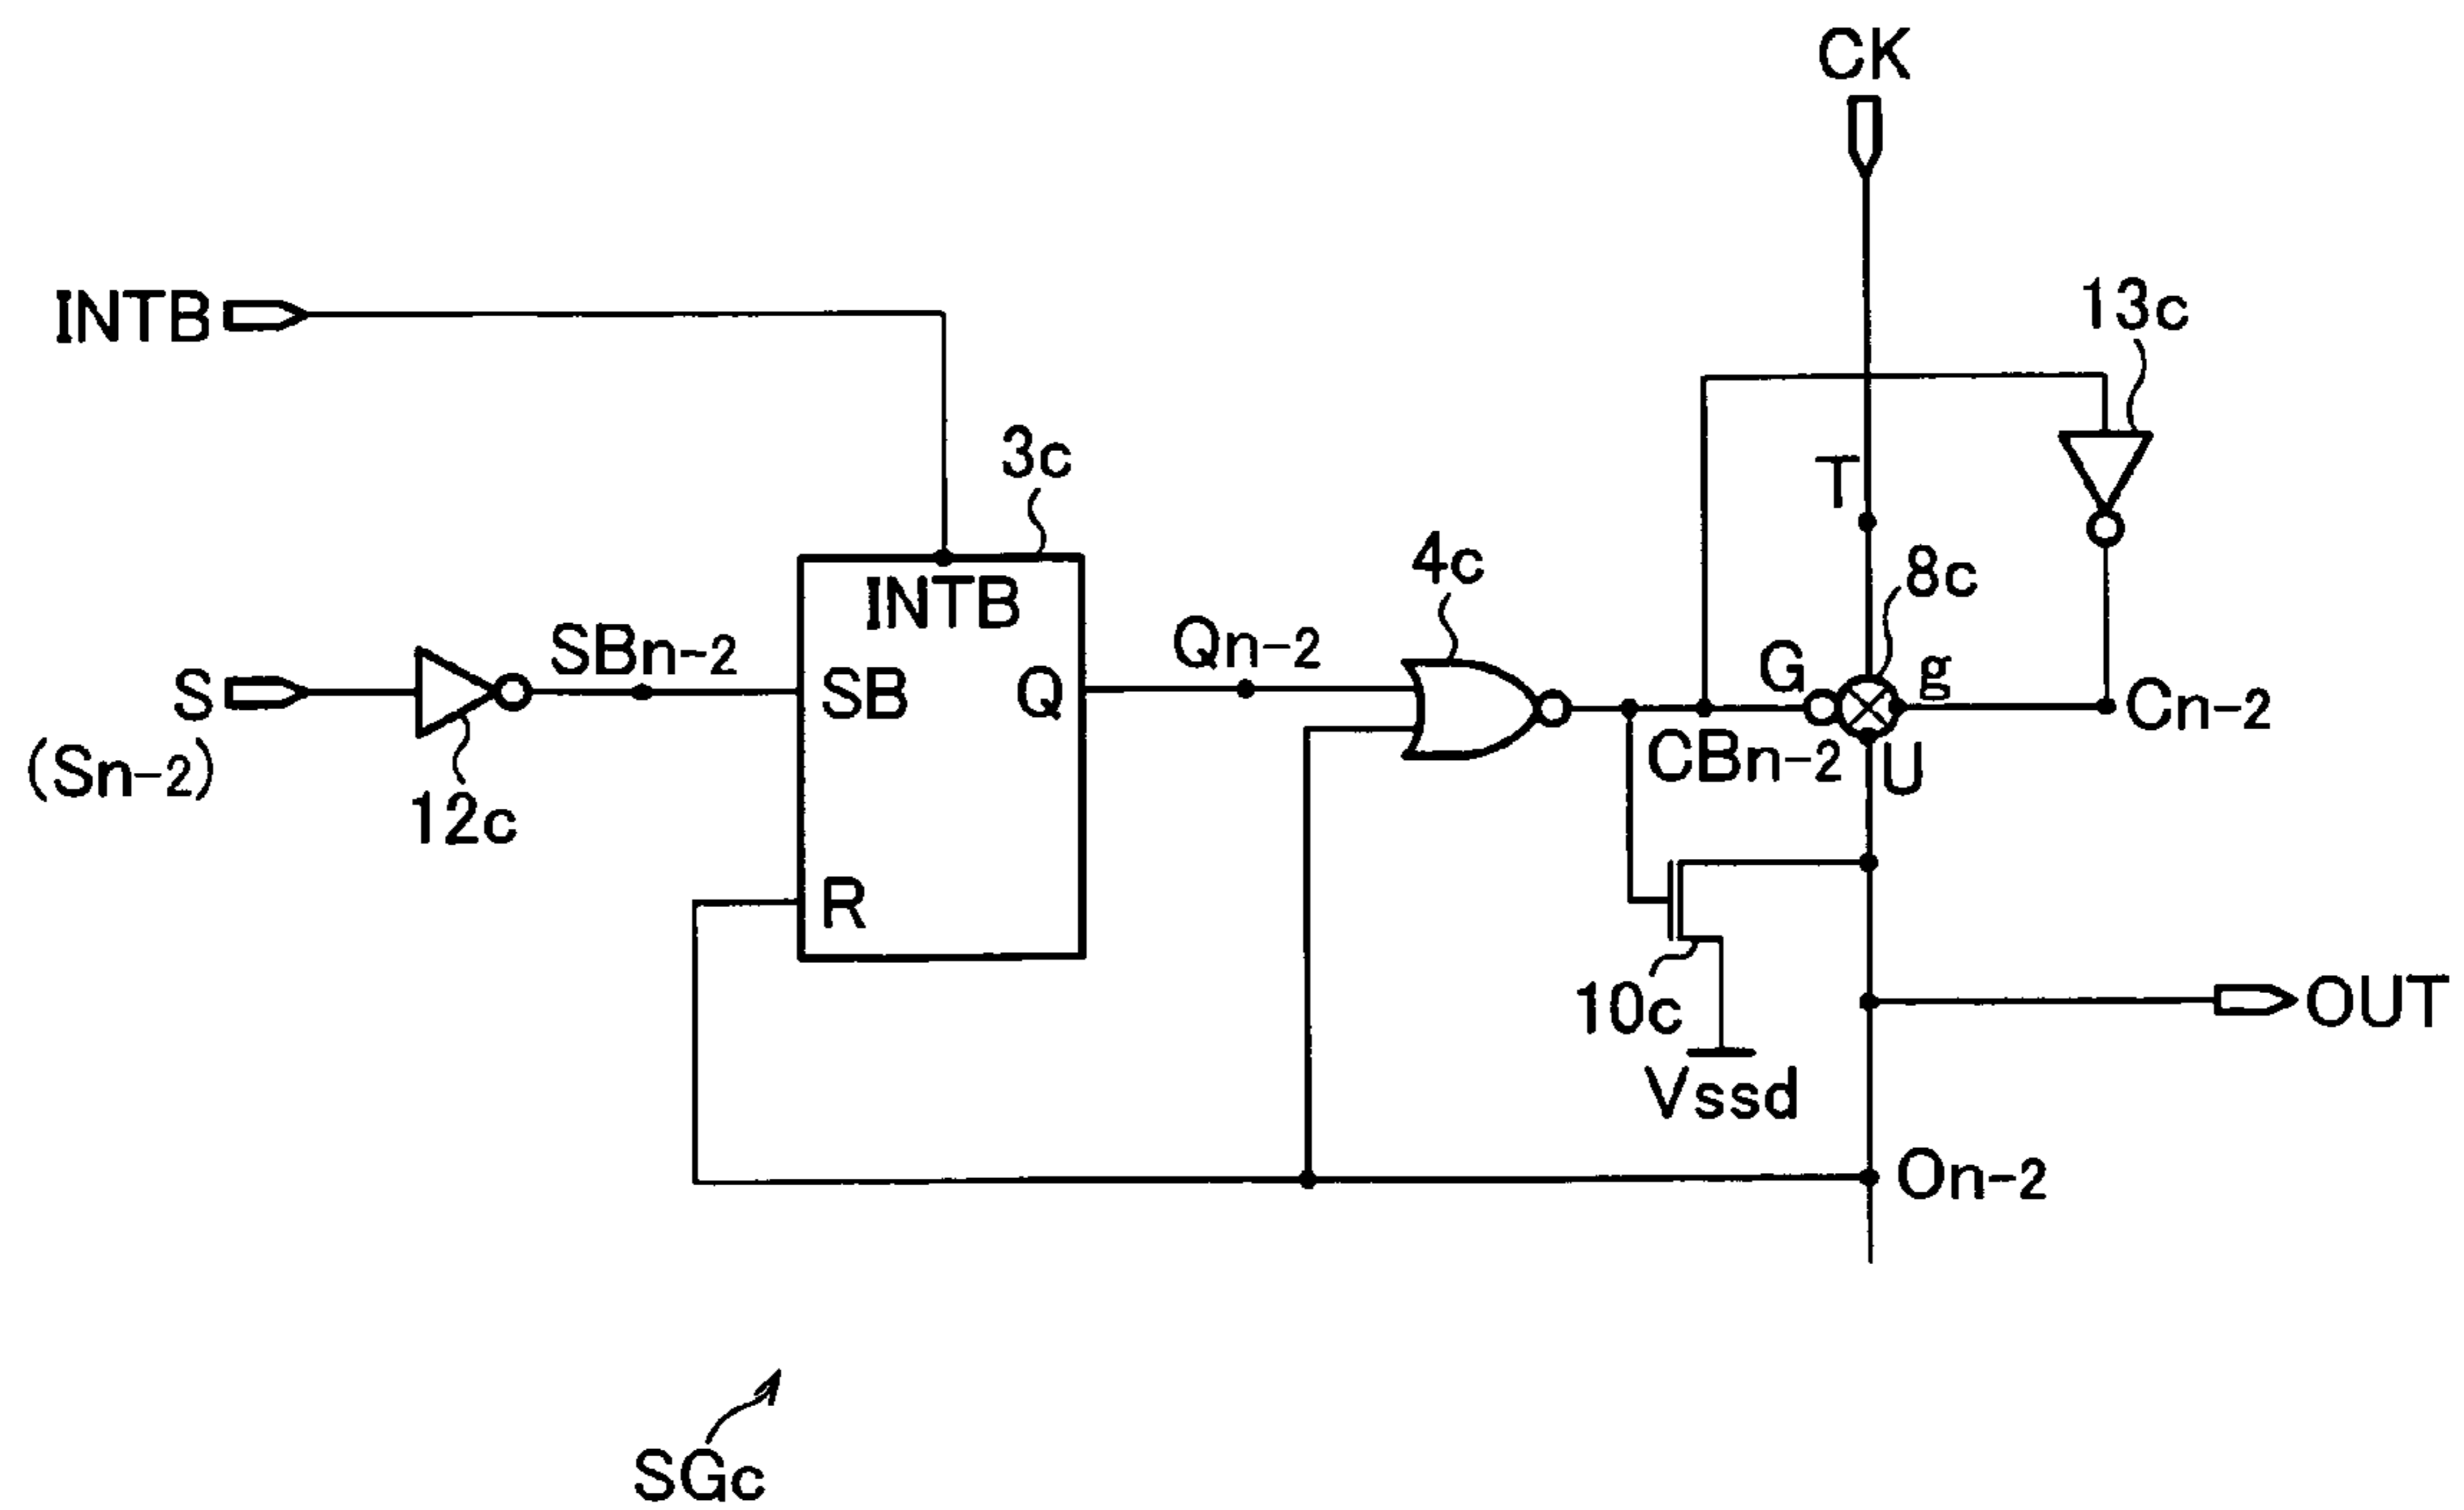 CK
INTB
13c
3c
T
4c
8c
INTB
SBn-2
Qn-2
G
g
S
SB
Q
Cn-2
(Sn-2)
CBn-2
U
12c
R
10c
OUT
Vssd
On-2
SGc